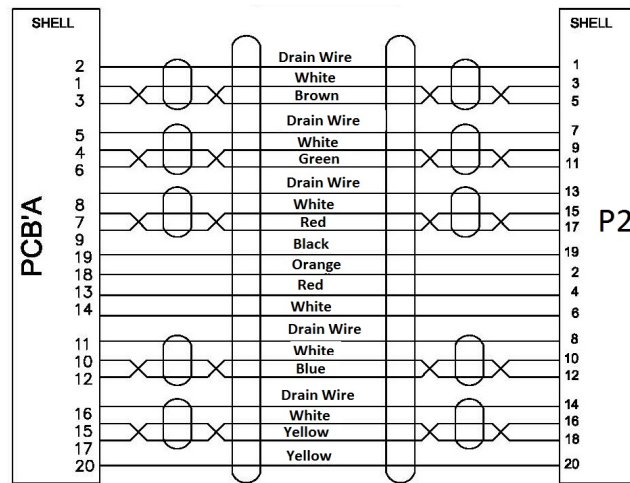 SHELL SHELL
2 Drain Wire 1
1 White 3
3 Brown 5
5 Drain Wire 7
4 White 9
6 Green 11
8 Drain Wire 13
7 White 15
9 Red 17
19 Black 19
18 Orange 2
13 Red 4
14 White 6
11 Drain Wire 8
10 White 10
12 Blue 12
16 Drain Wire 14
15 White 16
17 Yellow 18
20 Yellow 20
PCB'A
P2